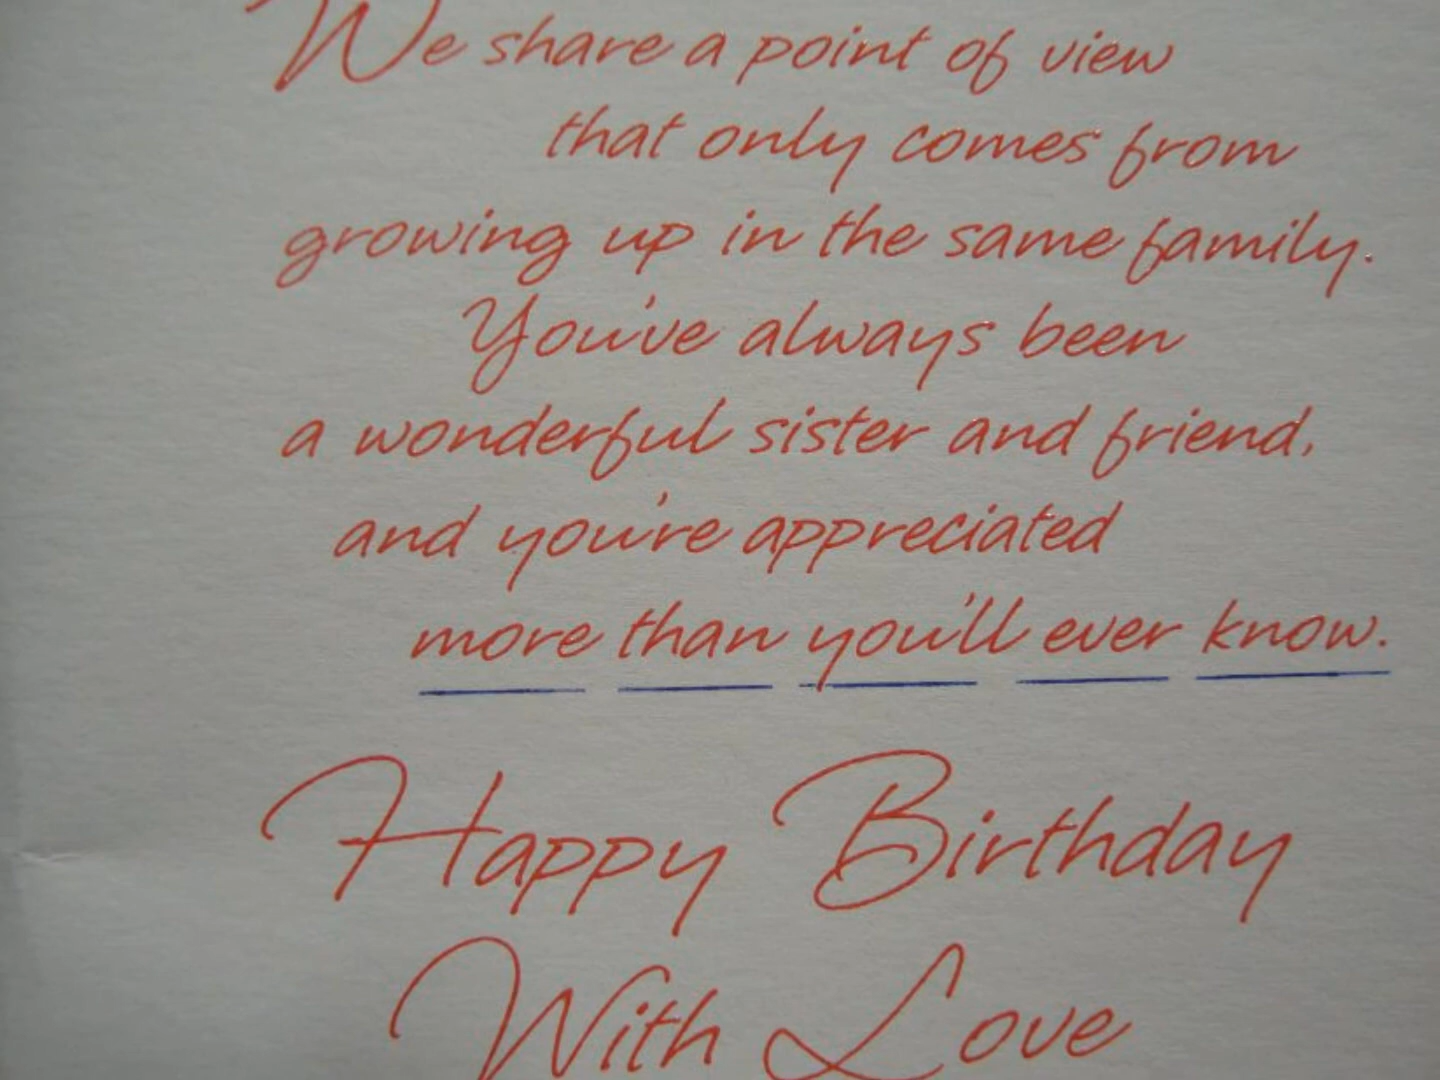 We share a point of view
that only comes from
growing up in the same family.
You've always been
a wonderful sister and friend,
and you're appreciated
more than you'll ever know.
Happy Birthday
With Love